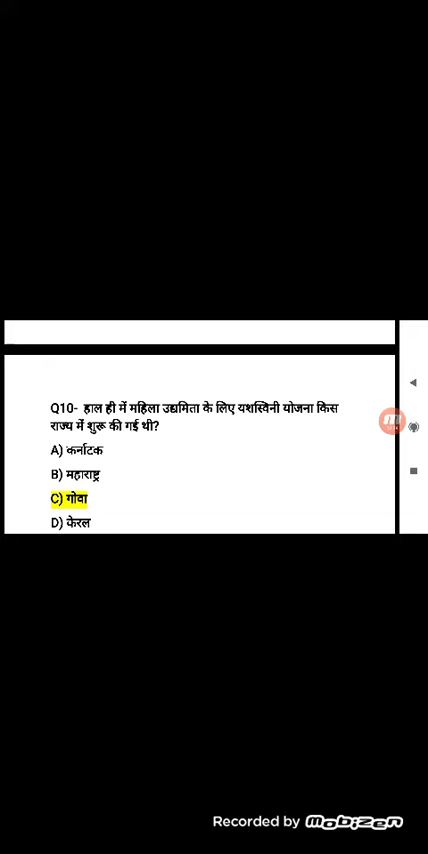 Q10- हाल ही में महिला उद्यमिता के लिए यशस्विनी योजना किस
राज्य में शुरू की गई थी?
A) कर्नाटक
B) महाराष्ट्र
C) गोवा
D) केरल
Recorded by mobizen